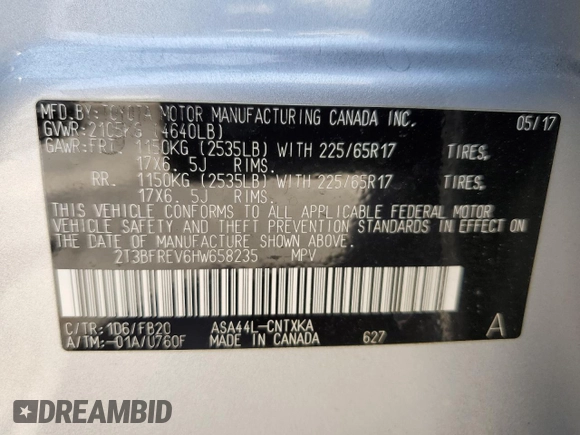 MFD.BY:TOYOTA MOTOR MANUFACTURING CANADA INC. 05/17
GVWR:2105KG (4640LB)
GAWR:FRT. 1150KG (2535LB) WITH 225/65R17 TIRES,
17X6.5J RIMS.
RR. 1150KG (2535LB) WITH 225/65R17 TIRES,
17X6.5J RIMS.
THIS VEHICLE CONFORMS TO ALL APPLICABLE FEDERAL MOTOR
VEHICLE SAFETY AND THEFT PREVENTION STANDARDS IN EFFECT ON
THE DATE OF MANUFACTURE SHOWN ABOVE.
2T3BFREV6HW658235 MPV
C/TR:1D6/FB20 ASA44L-CNTXKA A
A/TM:-01A/U760F MADE IN CANADA 627
DREAMBID